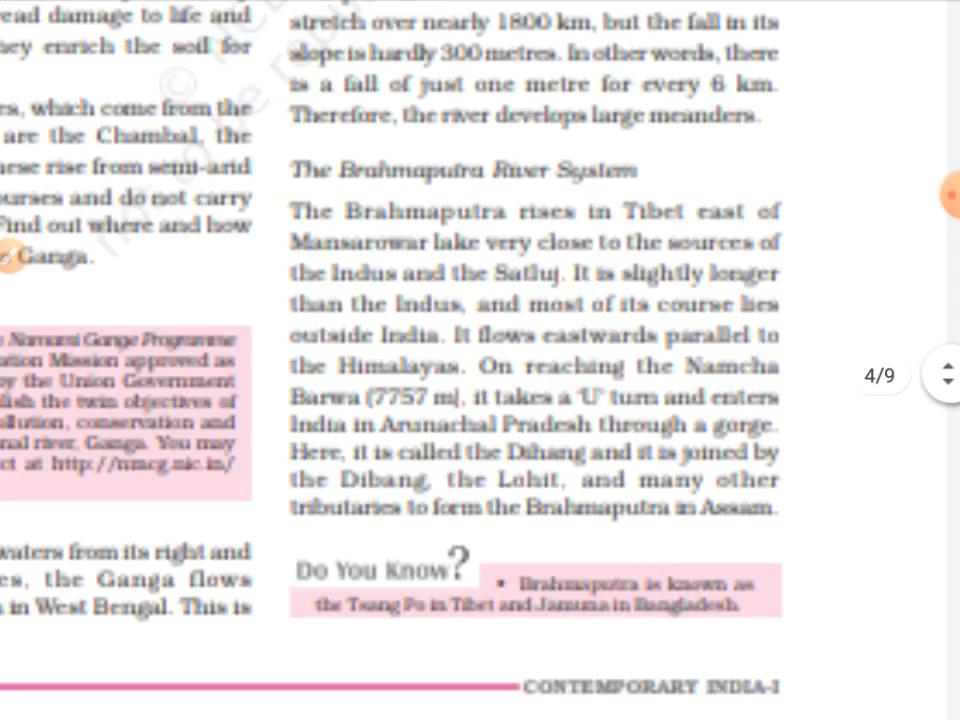 ead damage to life and
hey enrich the soil for
es, which come from the
are the Chambal, the
hese rise from semi-arid
ourses and do not carry
Find out where and how
Ganga.
Namami Gange Programme
ation Mission approved as
by the Union Government
lish the twin objectives of
ollution, conservation and
nal river, Ganga. You may
ct at http://nmcg.nic.in/
waters from its right and
es, the Ganga flows
in West Bengal. This is
stretch over nearly 1800 km, but the fall in its
slope is hardly 300 metres. In other words, there
is a fall of just one metre for every 6 km.
Therefore, the river develops large meanders.
The Brahmaputra River System
The Brahmaputra rises in Tibet east of
Mansarowar lake very close to the sources of
the Indus and the Satluj. It is slightly longer
than the Indus, and most of its course lies
outside India. It flows eastwards parallel to
the Himalayas. On reaching the Namcha
Barwa (7757 m), it takes a 'U' turn and enters
India in Arunachal Pradesh through a gorge.
Here, it is called the Dihang and it is joined by
the Dibang, the Lohit, and many other
tributaries to form the Brahmaputra in Assam.
Do You Know?
• Brahmaputra is known as
the Tsang Po in Tibet and Jamuna in Bangladesh.
CONTEMPORARY INDIA-I
4/9